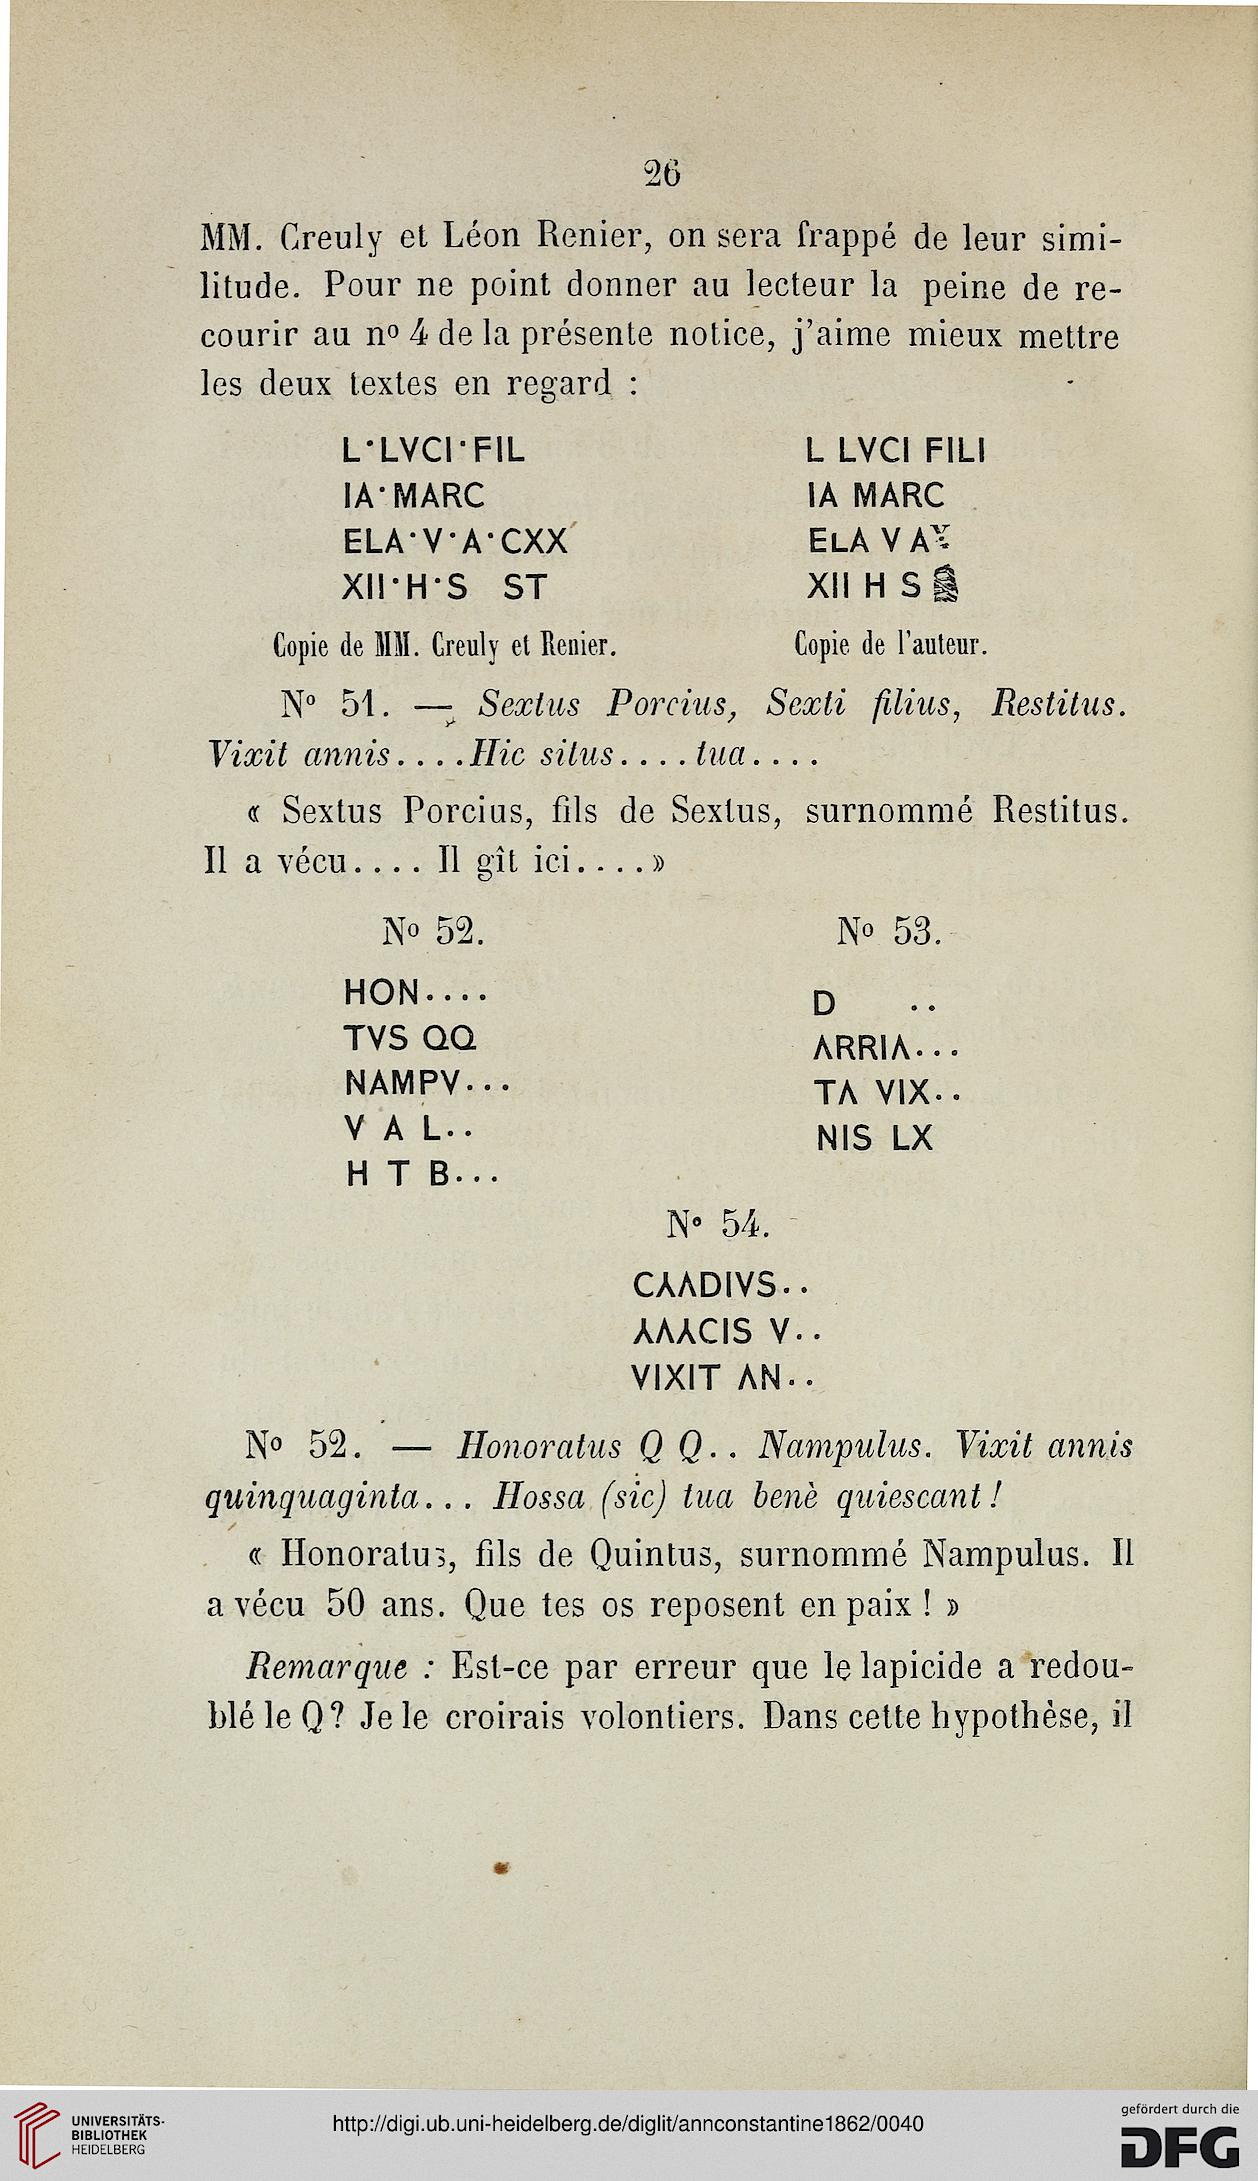 26
MM. Creuly et Léon Renier, on sera frappé de leur simi-
litude. Pour ne point donner au lecteur la peine de re-
courir au nº 4 de la présente notice, j'aime mieux mettre
les deux textes en regard :
L·LVCI·FIL
IA·MARC
ELA·V·A·CXX
XII·H·S ST
Copie de MM. Creuly et Renier.
L LVCI FILI
IA MARC
ELA V A
XII H S
Copie de l'auteur.
Nº 51. — Sextus Porcius, Sexti filius, Restitus.
Vixit annis....Hic situs....tua....
« Sextus Porcius, fils de Sextus, surnommé Restitus.
Il a vécu.... Il gît ici....»
Nº 52.
HON....
TVS QQ
NAMPV...
V A L..
H T B...
Nº 53.
D ..
ΛRRIΛ...
TΛ VIX..
NIS LX
Nº 54.
C⅄ΛDIVS..
⅄Λ⅄CIS V..
VIXIT ΛN..
Nº 52. — Honoratus Q Q.. Nampulus. Vixit annis
quinquaginta... Hossa (sic) tua benè quiescant !
« Honoratus, fils de Quintus, surnommé Nampulus. Il
a vécu 50 ans. Que tes os reposent en paix ! »
Remarque : Est-ce par erreur que le lapicide a redou-
blé le Q? Je le croirais volontiers. Dans cette hypothèse, il
UNIVERSITÄTS-
BIBLIOTHEK
HEIDELBERG
http://digi.ub.uni-heidelberg.de/diglit/annconstantine1862/0040
gefördert durch die
DFG